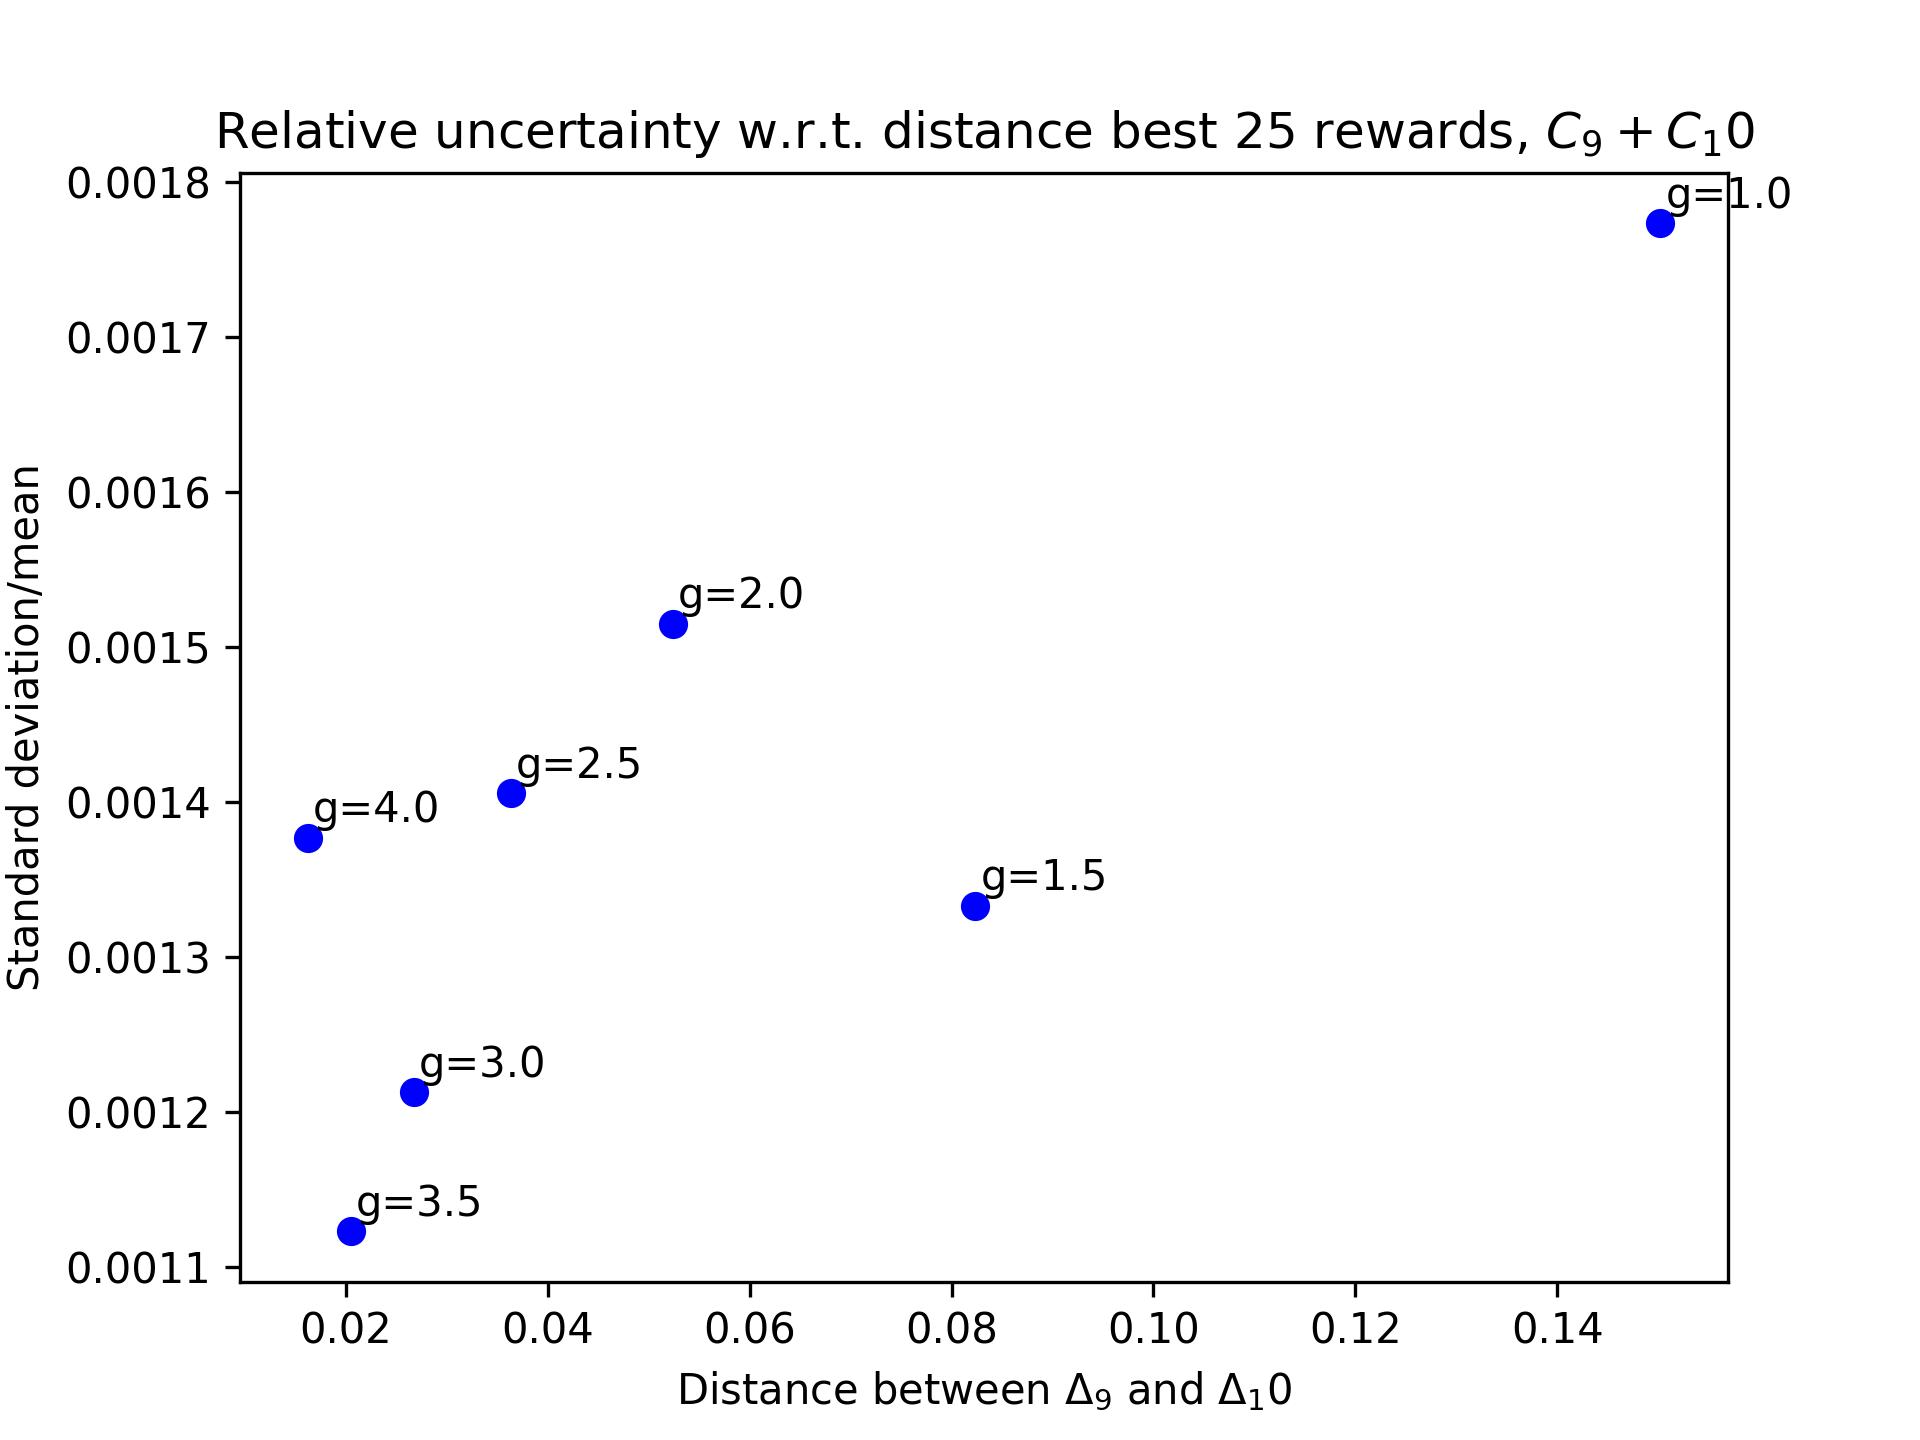 Relative uncertainty w.r.t. distance best 25 rewards, C₉ + C₁0
0.0018
g=1.0
0.0017
0.0016
g=2.0
0.0015
g=2.5
0.0014
g=4.0
g=1.5
0.0013
g=3.0
0.0012
g=3.5
0.0011
Standard deviation/mean
0.02 0.04 0.06 0.08 0.10 0.12 0.14
Distance between Δ₉ and Δ₁0